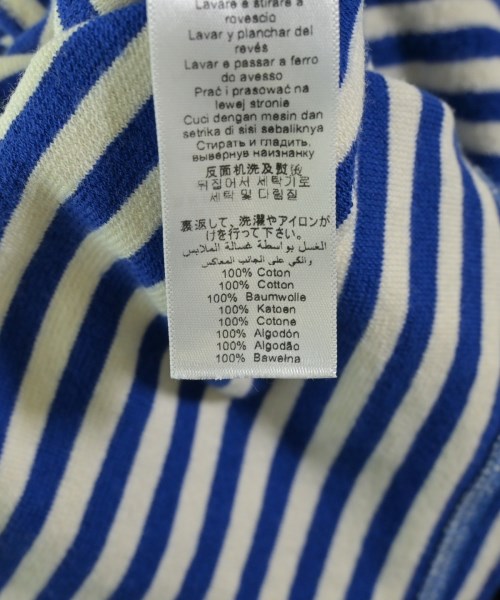 Lavare e stirare a
rovescio
Lavar y planchar del
revés
Lavar e passar a ferro
do avesso
Prać i prasować na
lewej stronie
Cuci dengan mesin dan
setrika di sisi sebaliknya
Стирать и гладить,
вывернув наизнанку
反面机洗及熨
뒤집어서 세탁기로
세탁 및 다림질
裏返して、洗濯やアイロンが
けを行って下さい。
الغسل بواسطة غسالة الملابس
والكي على الجانب المعاكس
100% Coton
100% Cotton
100% Baumwolle
100% Katoen
100% Cotone
100% Algodón
100% Algodão
100% Bawełna